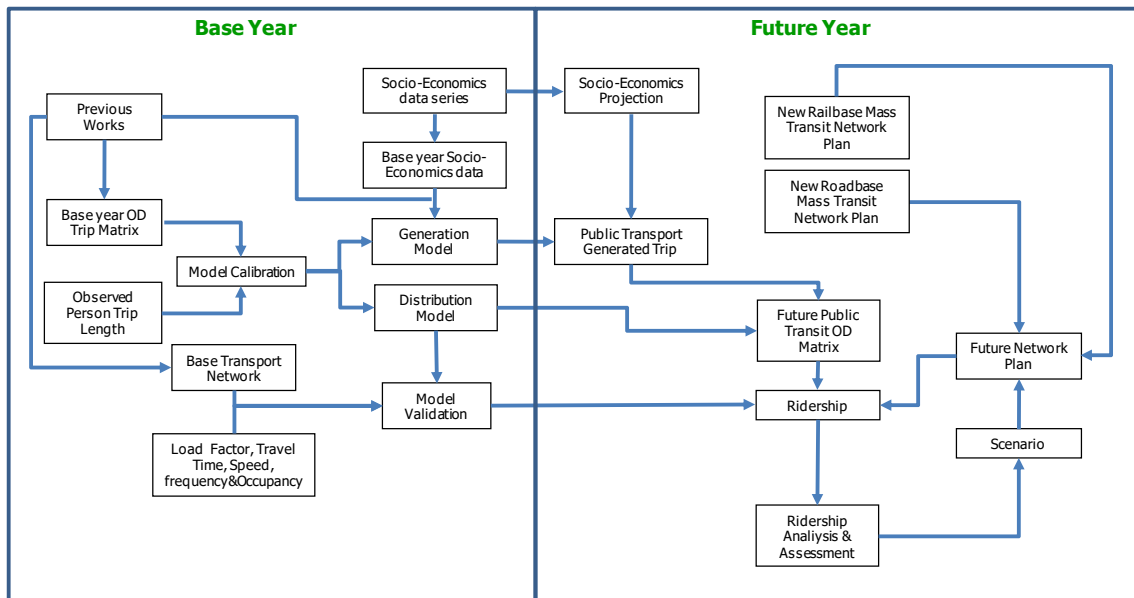 Base Year
Future Year
Socio-Economics
data series
Socio-Economics
Projection
Previous
Works
New Railbase Mass
Transit Network
Plan
Base year Socio-
Economics data
New Roadbase
Mass Transit
Network Plan
Base year OD
Trip Matrix
Generation
Model
Public Transport
Generated Trip
Model Calibration
Observed
Person Trip
Length
Distribution
Model
Future Public
Transit OD
Matrix
Future Network
Plan
Base Transport
Network
Model
Validation
Ridership
Load Factor, Travel
Time, Speed,
frequency&Occupancy
Scenario
Ridership
Analiysis &
Assessment